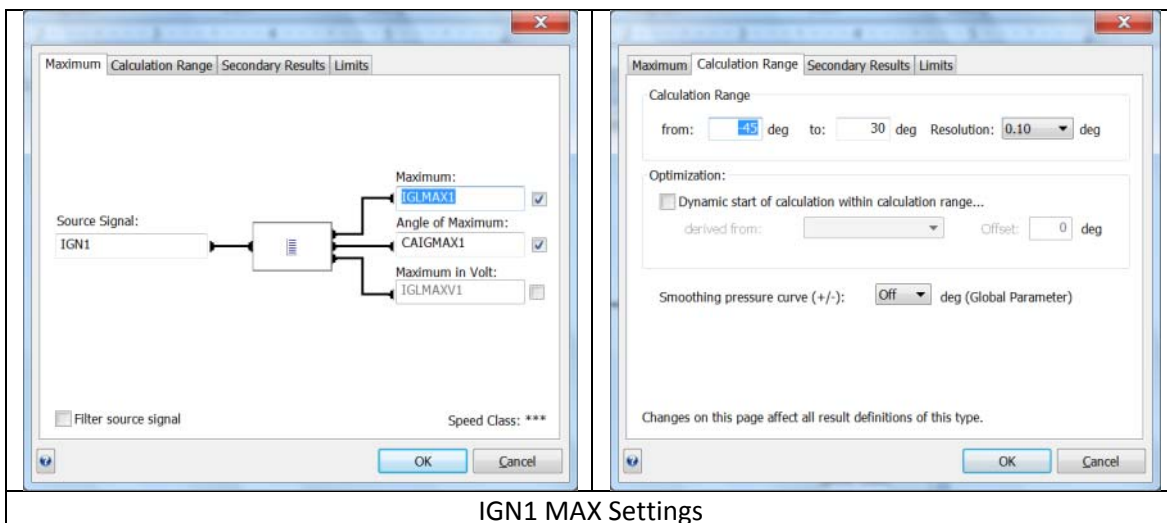 Maximum Calculation Range Secondary Results Limits
Source Signal:
IGN1
Maximum:
IGLMAX1
Angle of Maximum:
CAIGMAX1
Maximum in Volt:
IGLMAXV1
Filter source signal
Speed Class: ***
OK Cancel
Maximum Calculation Range Secondary Results Limits
Calculation Range
from: -45 deg to: 30 deg Resolution: 0.10 deg
Optimization:
Dynamic start of calculation within calculation range...
derived from: Offset: 0 deg
Smoothing pressure curve (+/-): Off deg (Global Parameter)
Changes on this page affect all result definitions of this type.
OK Cancel
IGN1 MAX Settings